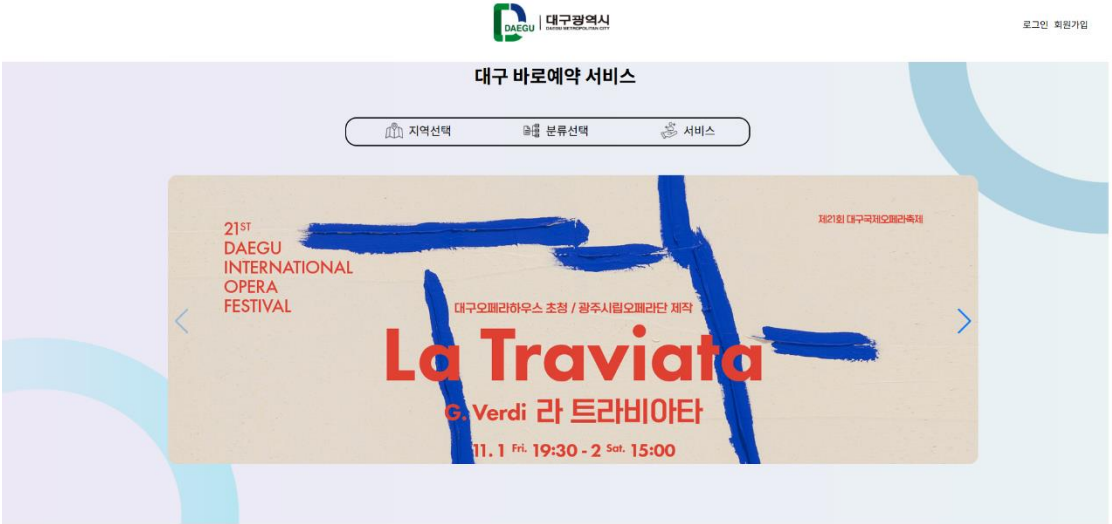 DAEGU
대구광역시
DAEGU METROPOLITAN CITY
로그인 회원가입
대구 바로예약 서비스
지역선택 분류선택 서비스
21ST
DAEGU
INTERNATIONAL
OPERA
FESTIVAL
제21회 대구국제오페라축제
대구오페라하우스 초청 / 광주시립오페라단 제작
La Traviata
G. Verdi 라 트라비아타
11. 1 Fri. 19:30 - 2 Sat. 15:00